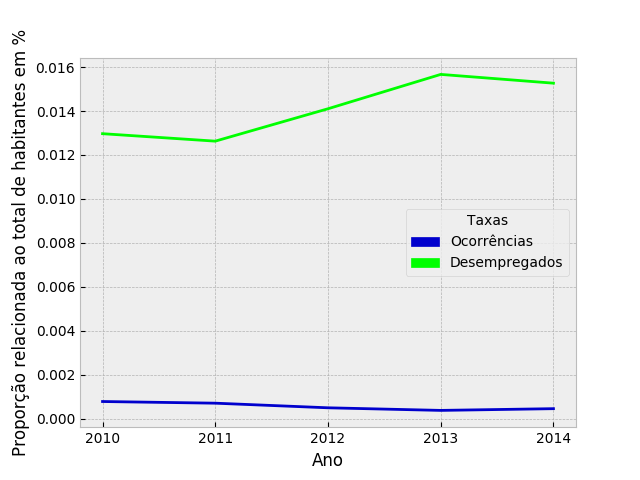 Proporção relacionada ao total de habitantes em %
0.016
0.014
0.012
0.010
0.008
0.006
0.004
0.002
0.000
Taxas
Ocorrências
Desempregados
2010 2011 2012 2013 2014
Ano